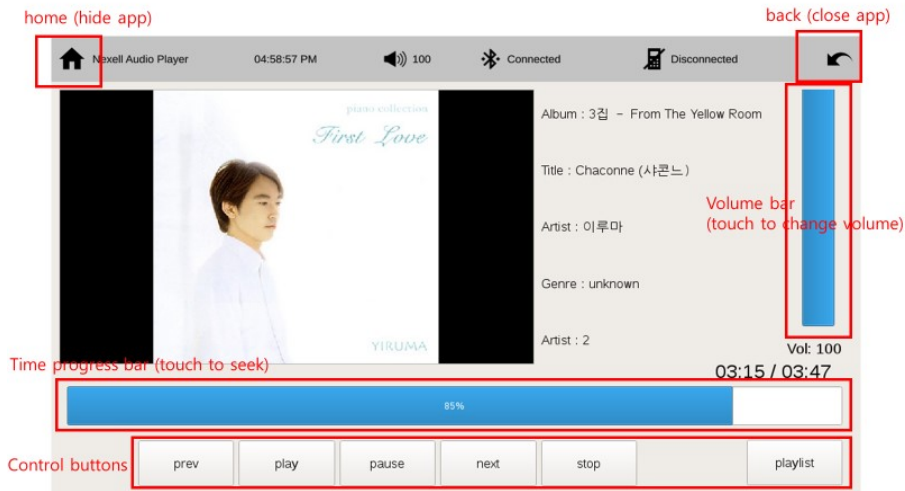 home (hide app)
back (close app)
Nexell Audio Player 04:58:57 PM 100 Connected Disconnected
piano collection
First Love
YIRUMA
Album : 3집 - From The Yellow Room
Title : Chaconne (샤콘느)
Artist : 이루마
Genre : unknown
Artist : 2
Volume bar
(touch to change volume)
Vol: 100
03:15 / 03:47
Time progress bar (touch to seek)
85%
Control buttons
prev play pause next stop playlist